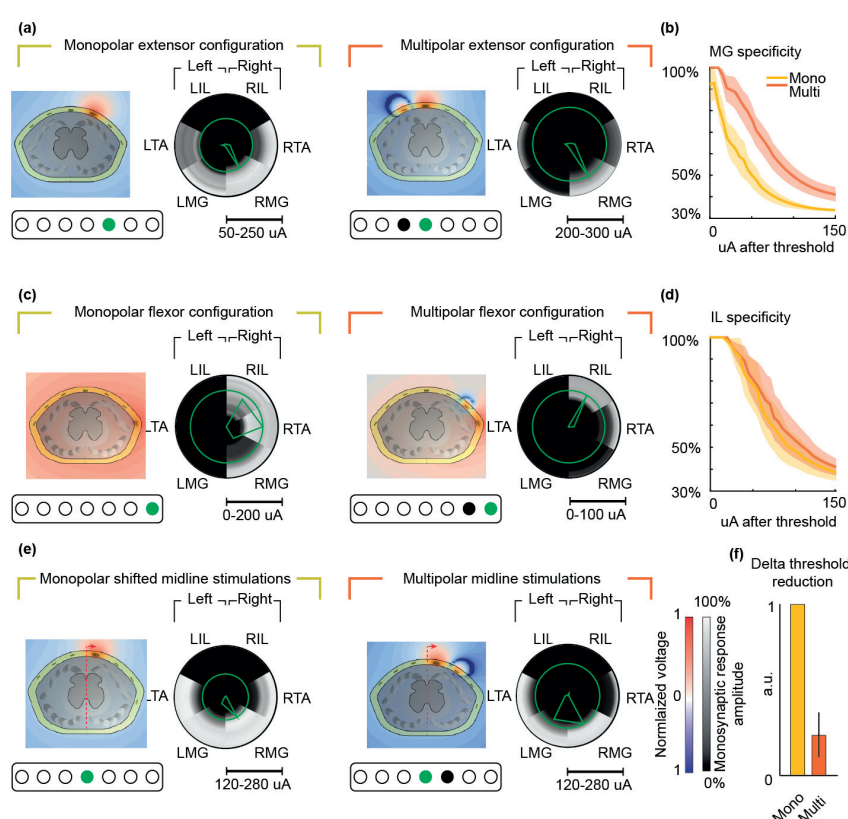 (a)
Monopolar extensor configuration
Left Right
LIL RIL
LTA RTA
LMG RMG
50-250 uA
Multipolar extensor configuration
Left Right
LIL RIL
RTA
LMG RMG
200-300 uA
(b)
MG specificity
100%
Mono
Multi
50%
30%
0 150
uA after threshold
(c)
Monopolar flexor configuration
Left Right
LIL RIL
LTA RTA
LMG RMG
0-200 uA
Multipolar flexor configuration
Left Right
LIL RIL
LTA RTA
LMG RMG
0-100 uA
(d)
IL specificity
100%
50%
30%
0 150
uA after threshold
(e)
Monopolar shifted midline stimulations
Left Right
LIL RIL
LTA RTA
LMG RMG
120-280 uA
Multipolar midline stimulations
Left Right
LIL RIL
LTA RTA
LMG RMG
120-280 uA
1
0
1
Normlaized voltage
100%
0%
Monosynaptic response
amplitude
(f)
Delta threshold
reduction
1
a.u.
0
Mono
Multi